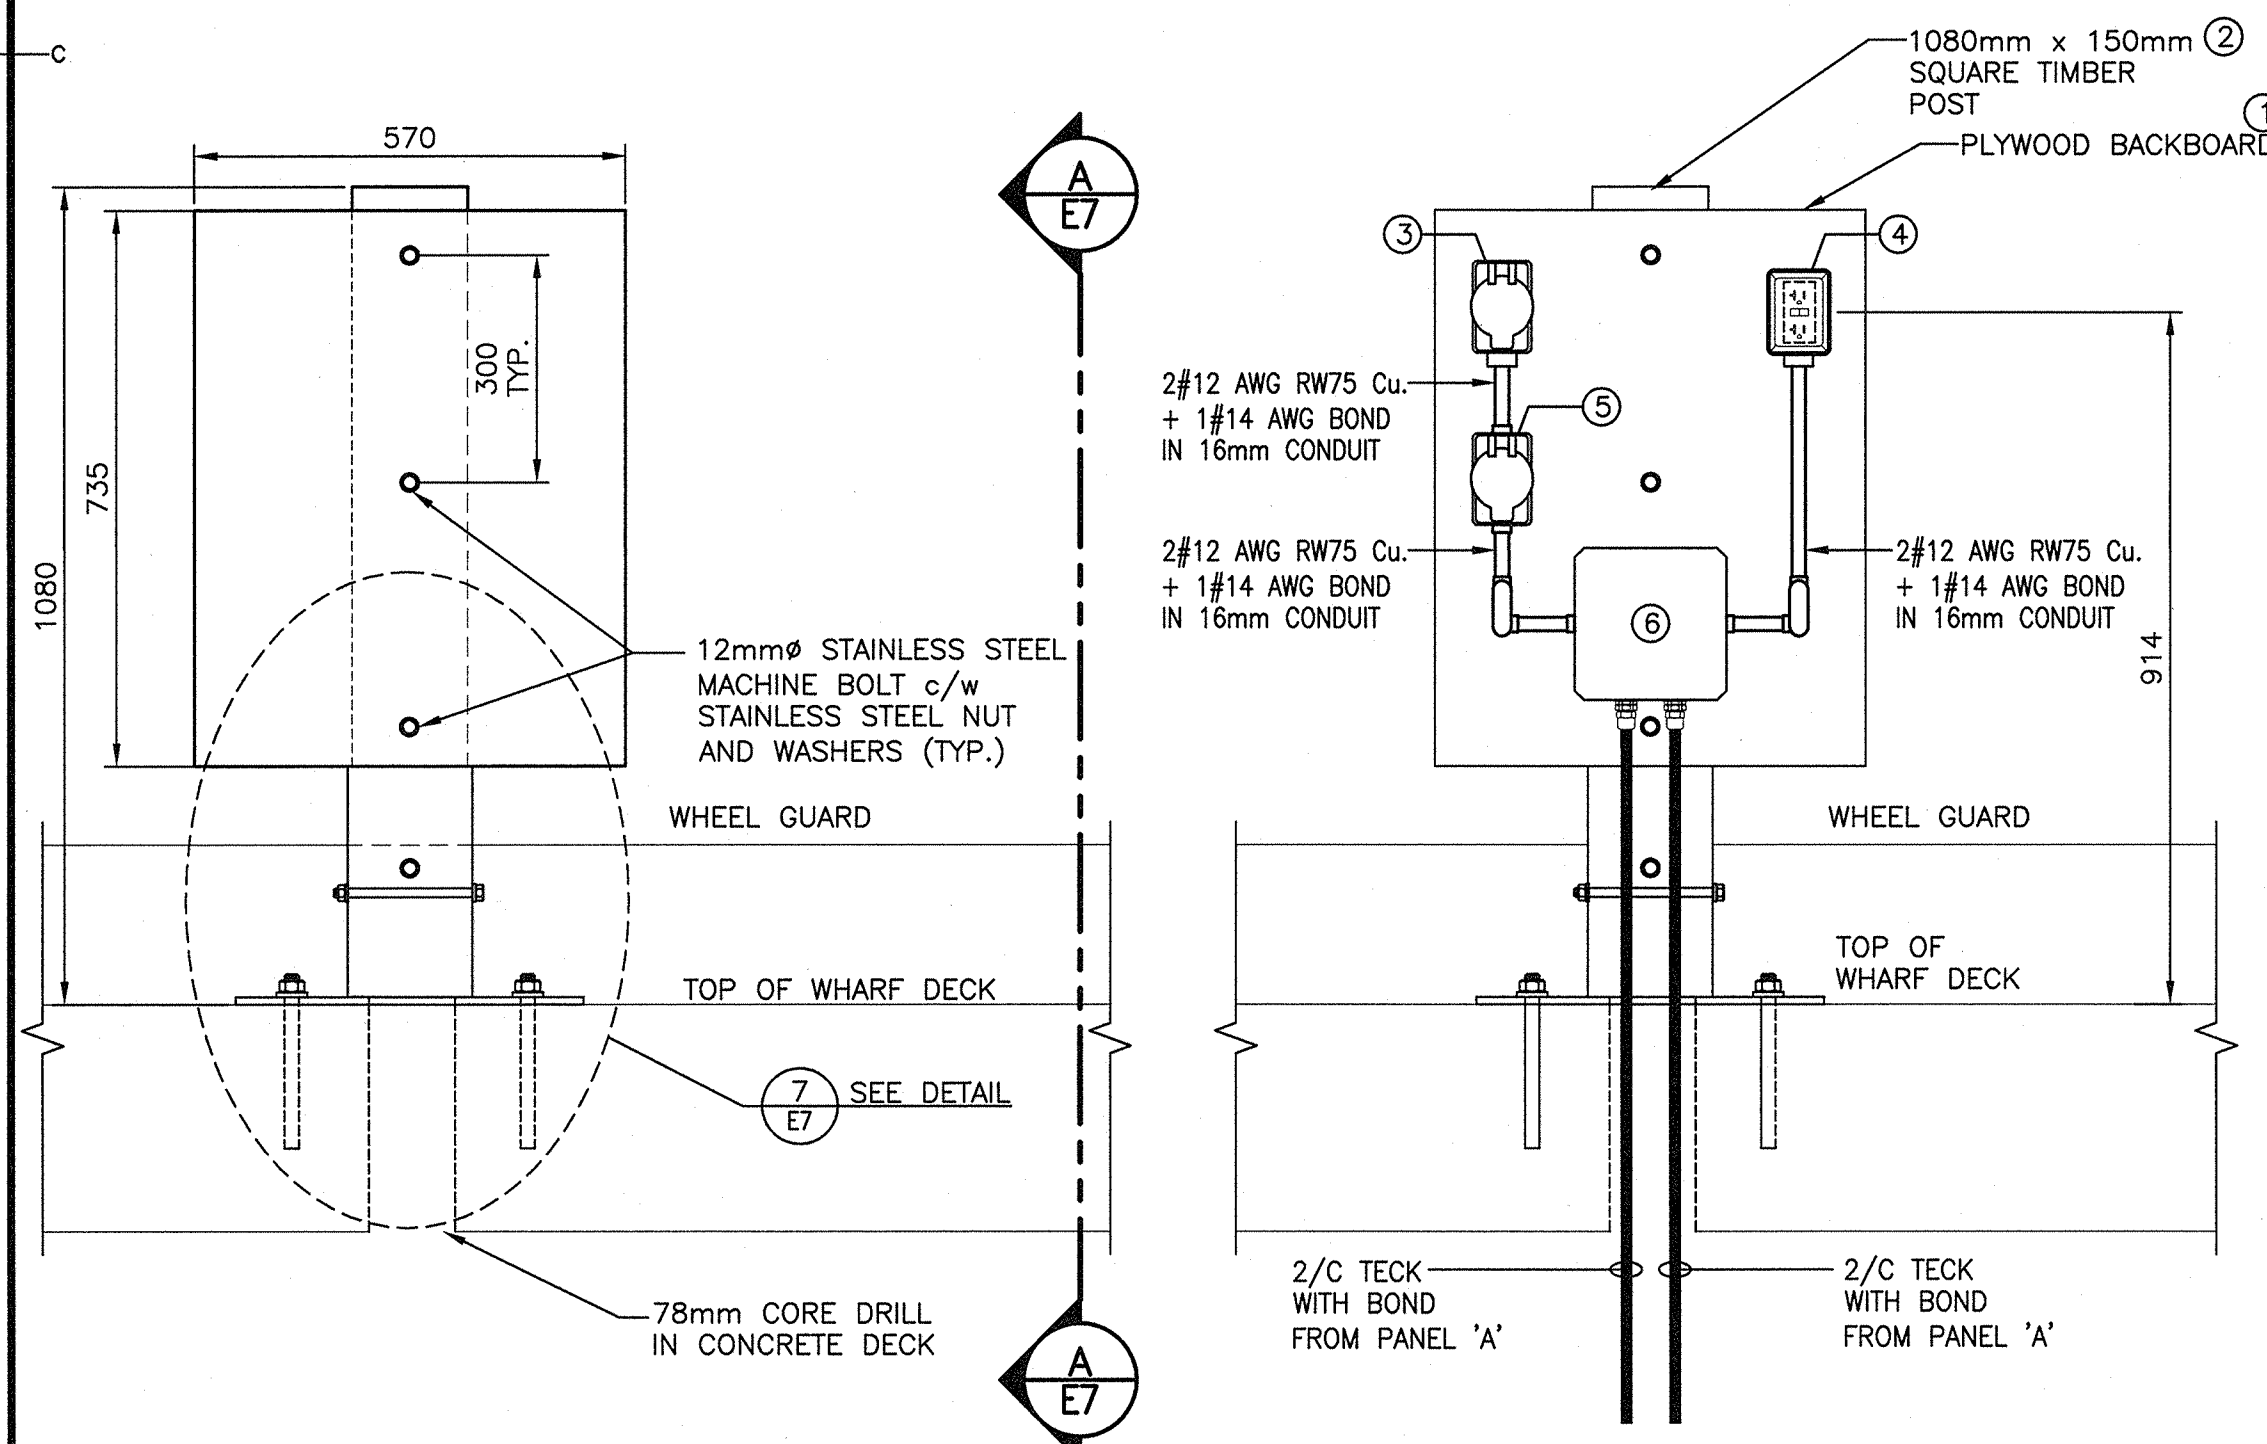 C
570
1080
735
300
TYP.
12mmø STAINLESS STEEL
MACHINE BOLT c/w
STAINLESS STEEL NUT
AND WASHERS (TYP.)
WHEEL GUARD
TOP OF WHARF DECK
7
E7
SEE DETAIL
78mm CORE DRILL
IN CONCRETE DECK
A
E7
A
E7
1080mm x 150mm 2
SQUARE TIMBER
POST
1
PLYWOOD BACKBOARD
3
4
2#12 AWG RW75 Cu.
+ 1#14 AWG BOND
IN 16mm CONDUIT
5
2#12 AWG RW75 Cu.
+ 1#14 AWG BOND
IN 16mm CONDUIT
6
2#12 AWG RW75 Cu.
+ 1#14 AWG BOND
IN 16mm CONDUIT
914
WHEEL GUARD
TOP OF
WHARF DECK
2/C TECK
WITH BOND
FROM PANEL 'A'
2/C TECK
WITH BOND
FROM PANEL 'A'